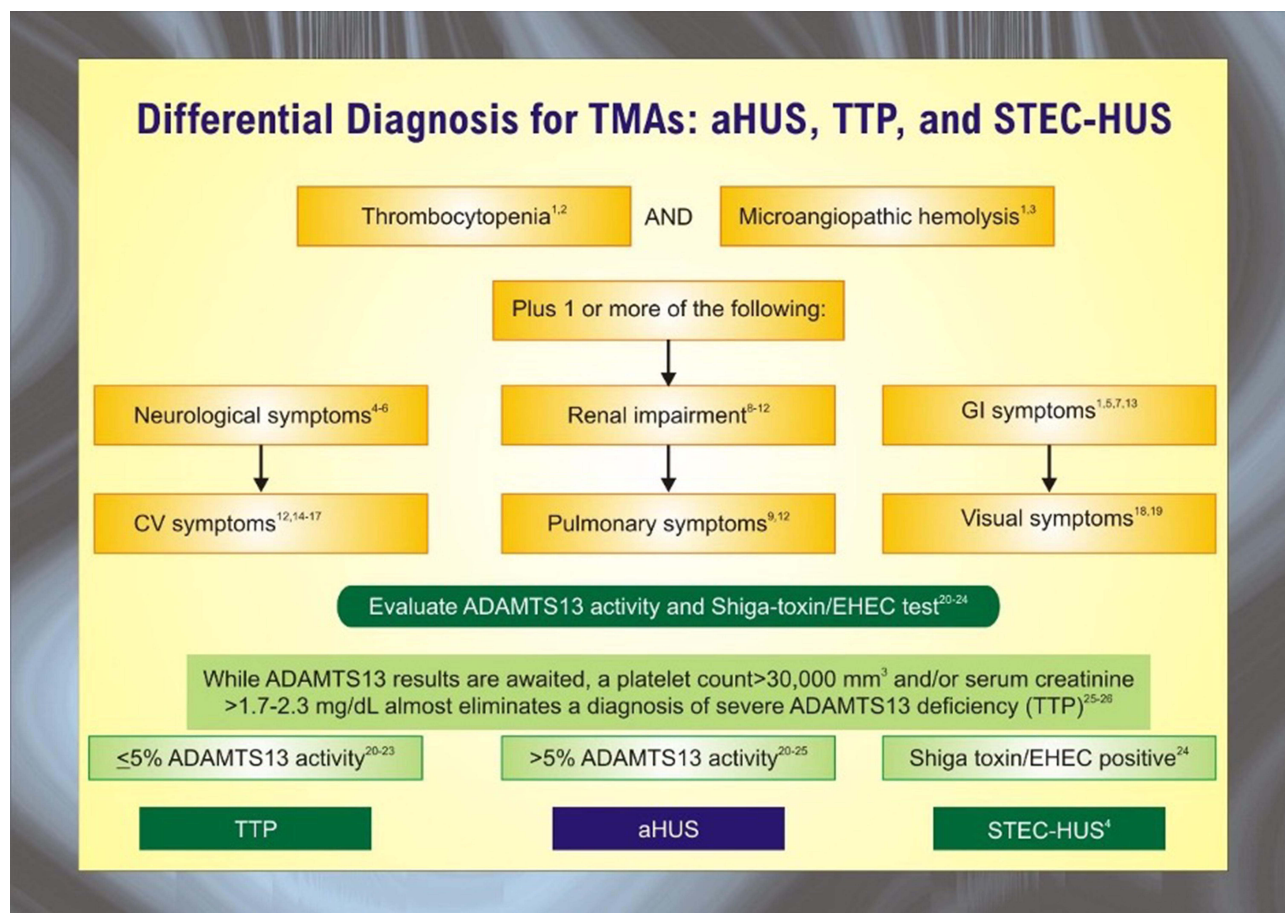 Differential Diagnosis for TMAs: aHUS, TTP, and STEC-HUS
Thrombocytopenia1,2 AND Microangiopathic hemolysis1,3
Plus 1 or more of the following:
Neurological symptoms4-6 Renal impairment8-12 GI symptoms1,5,7,13
CV symptoms12,14-17 Pulmonary symptoms9,12 Visual symptoms18,19
Evaluate ADAMTS13 activity and Shiga-toxin/EHEC test20-24
While ADAMTS13 results are awaited, a platelet count>30,000 mm3 and/or serum creatinine
>1.7-2.3 mg/dL almost eliminates a diagnosis of severe ADAMTS13 deficiency (TTP)25-26
≤5% ADAMTS13 activity20-23 >5% ADAMTS13 activity20-25 Shiga toxin/EHEC positive24
TTP aHUS STEC-HUS4